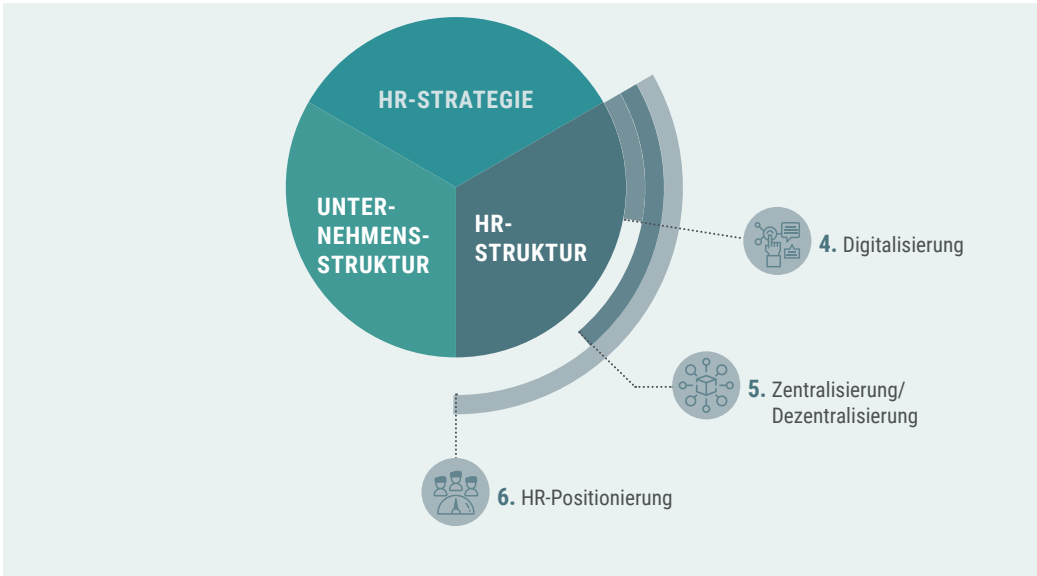 HR-STRATEGIE
UNTER-
NEHMENS-
STRUKTUR
HR-
STRUKTUR
4. Digitalisierung
5. Zentralisierung/
Dezentralisierung
6. HR-Positionierung